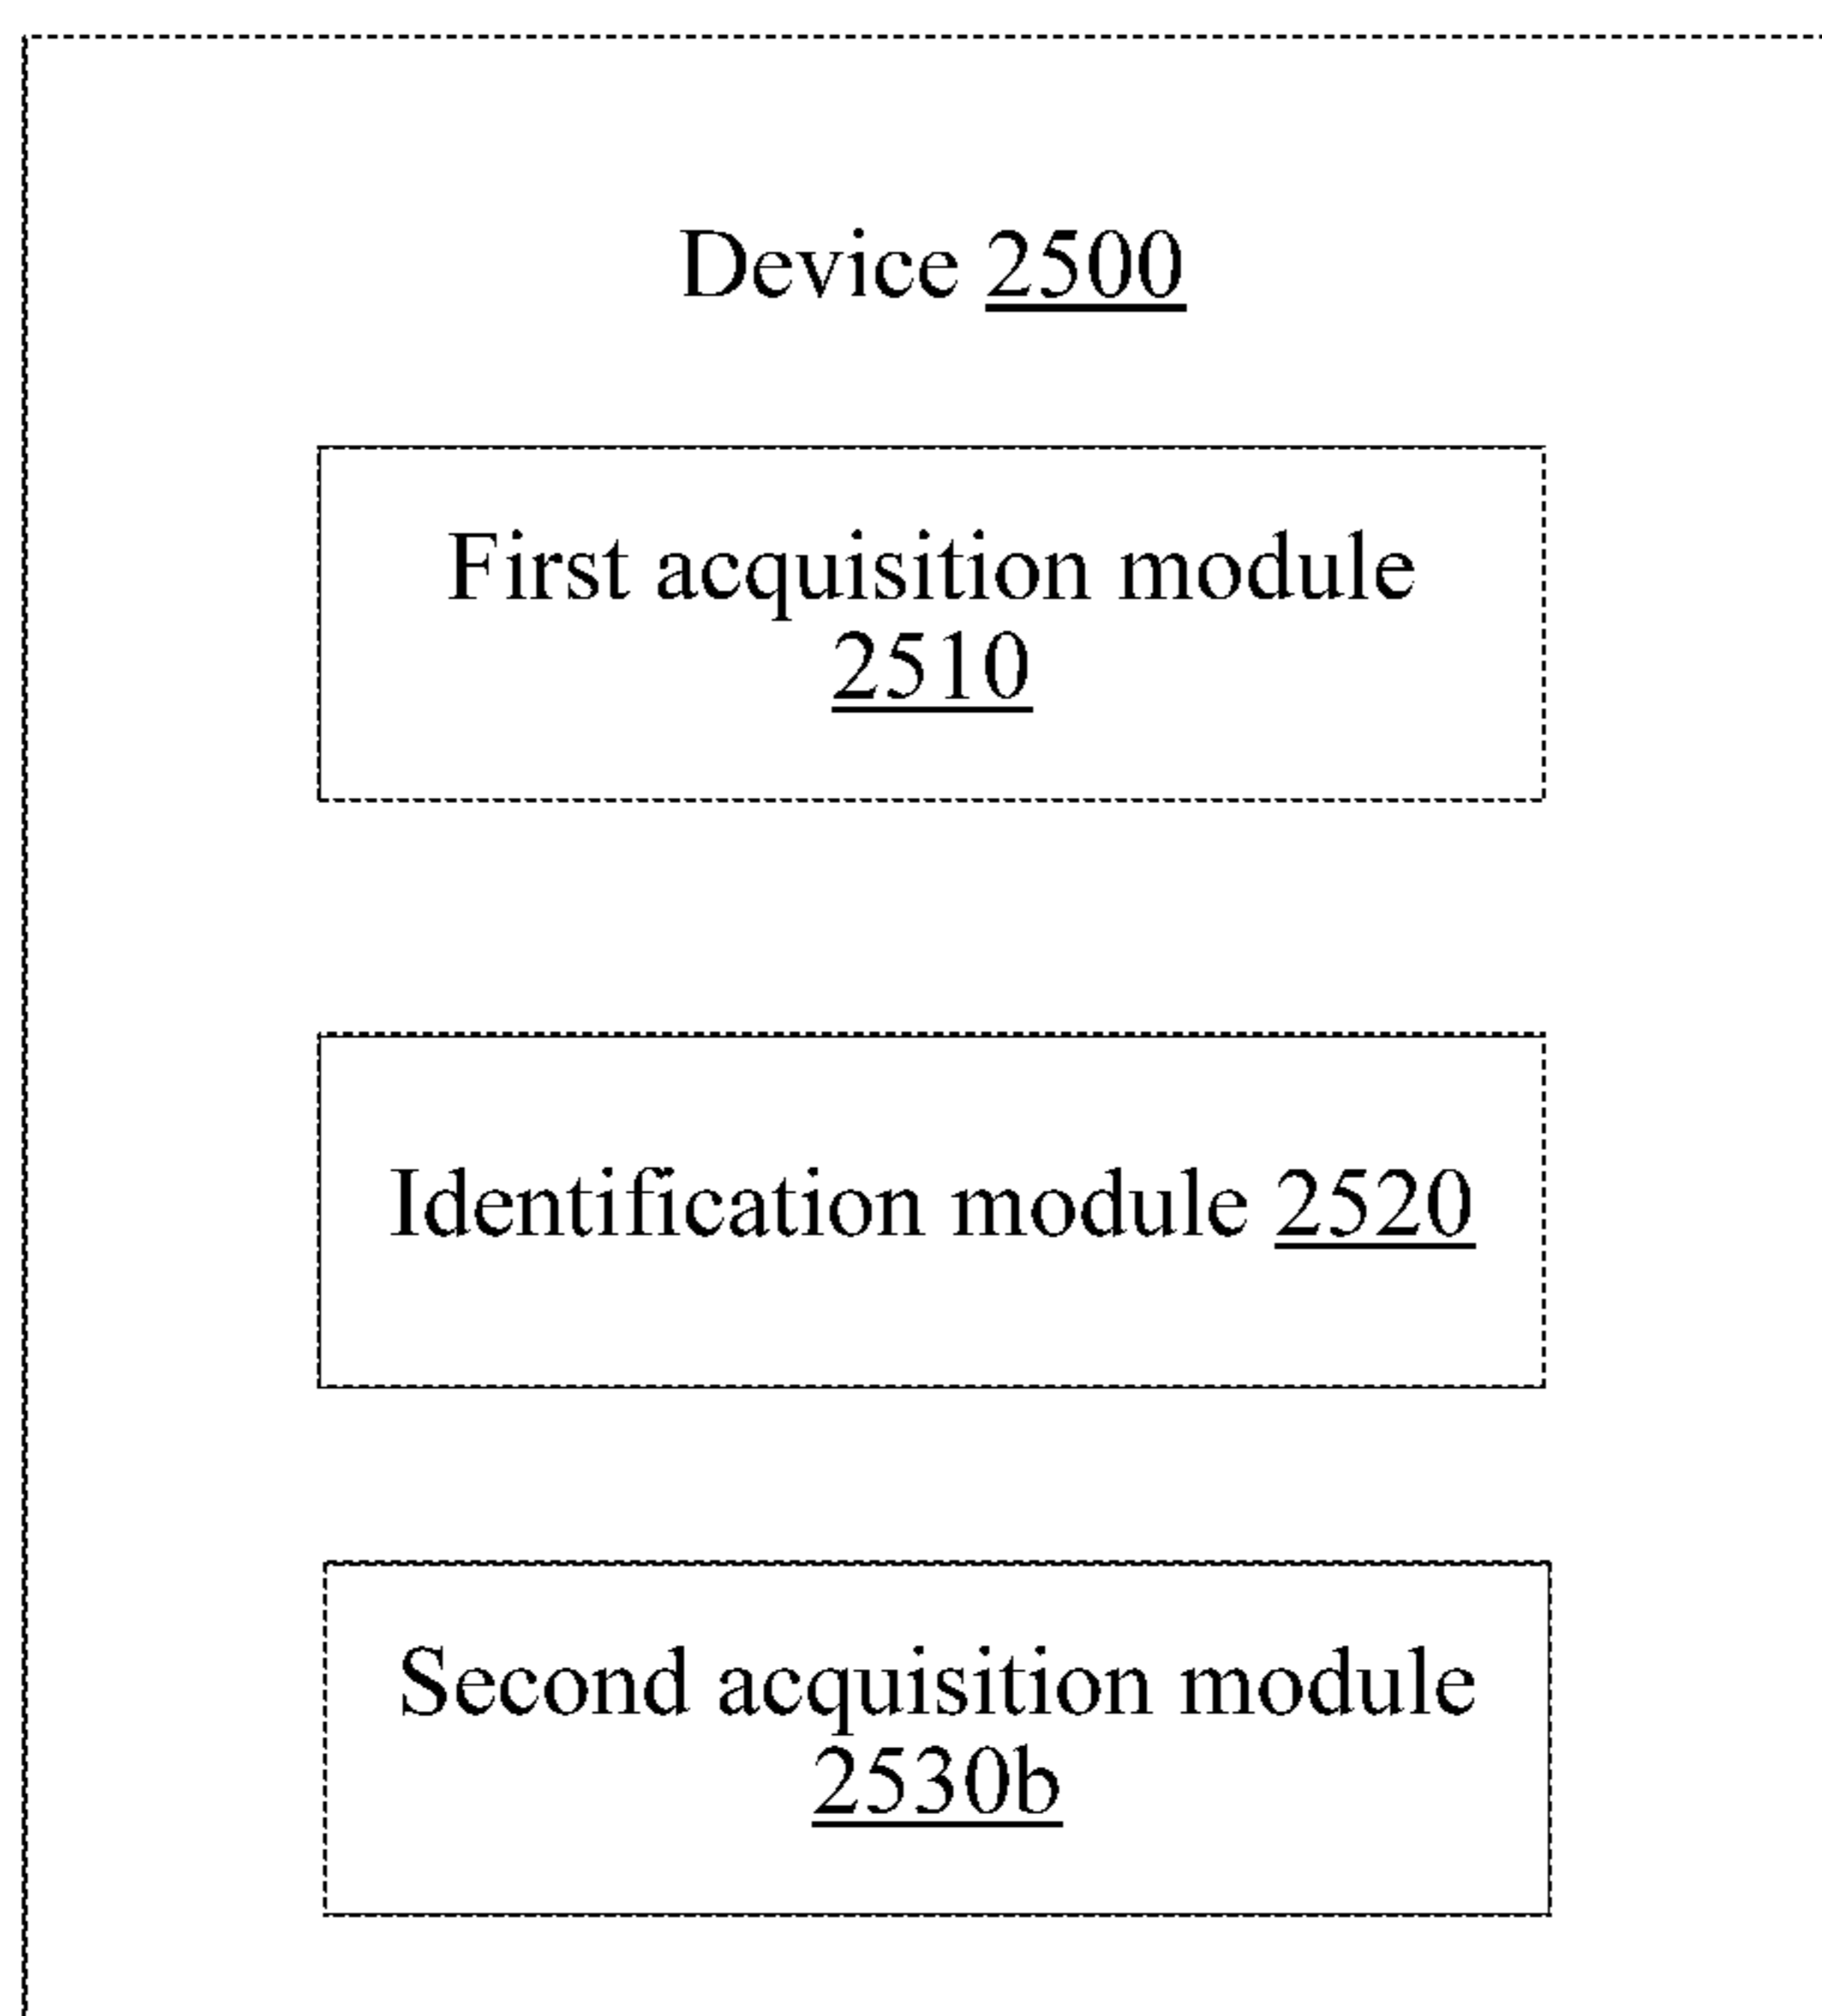 Device 2500
First acquisition module
2510
Identification module 2520
Second acquisition module
2530b